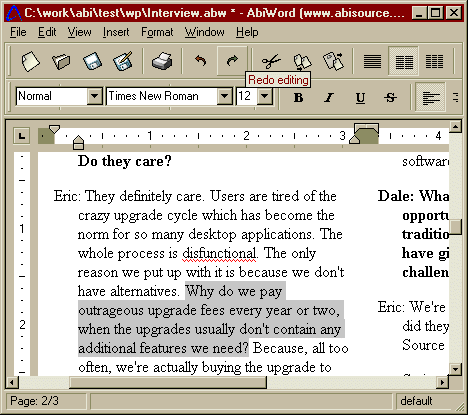 C:\work\abi\test\wp\Interview.abw * - AbiWord (www.abisource....
File Edit View Insert Format Window Help
Redo editing
Normal Times New Roman 12 B I U S
L 1 2 3 4
Do they care?
Eric: They definitely care. Users are tired of the
crazy upgrade cycle which has become the
norm for so many desktop applications. The
whole process is disfunctional. The only
reason we put up with it is because we don't
have alternatives. Why do we pay
outrageous upgrade fees every year or two,
when the upgrades usually don't contain any
additional features we need? Because, all too
often, we're actually buying the upgrade to
software
Dale: Wha
opportu
traditio
have gi
challen
Eric: We're
did they
Source
1
2
Page: 2/3
default